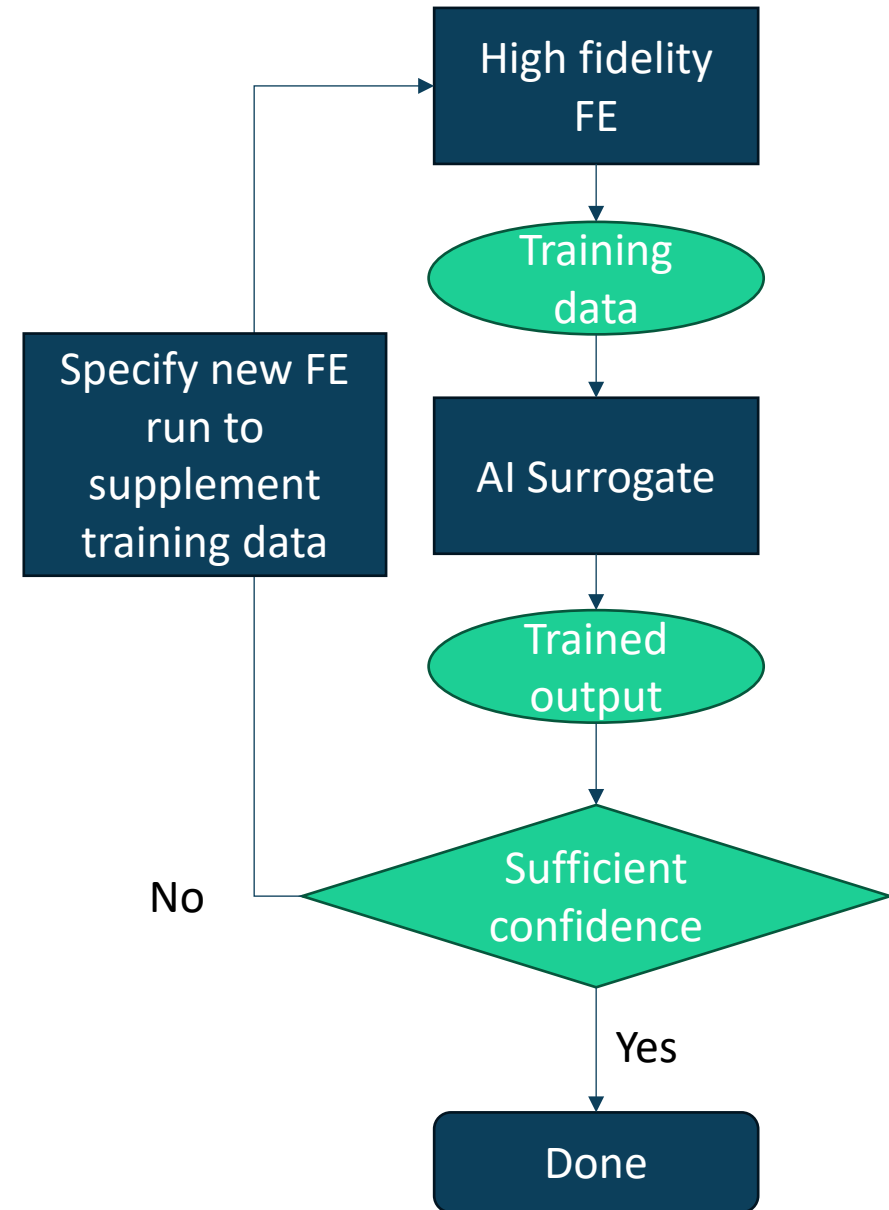 High fidelity
FE
Training
data
Specify new FE
run to
supplement
training data
AI Surrogate
Trained
output
Sufficient
confidence
No
Yes
Done